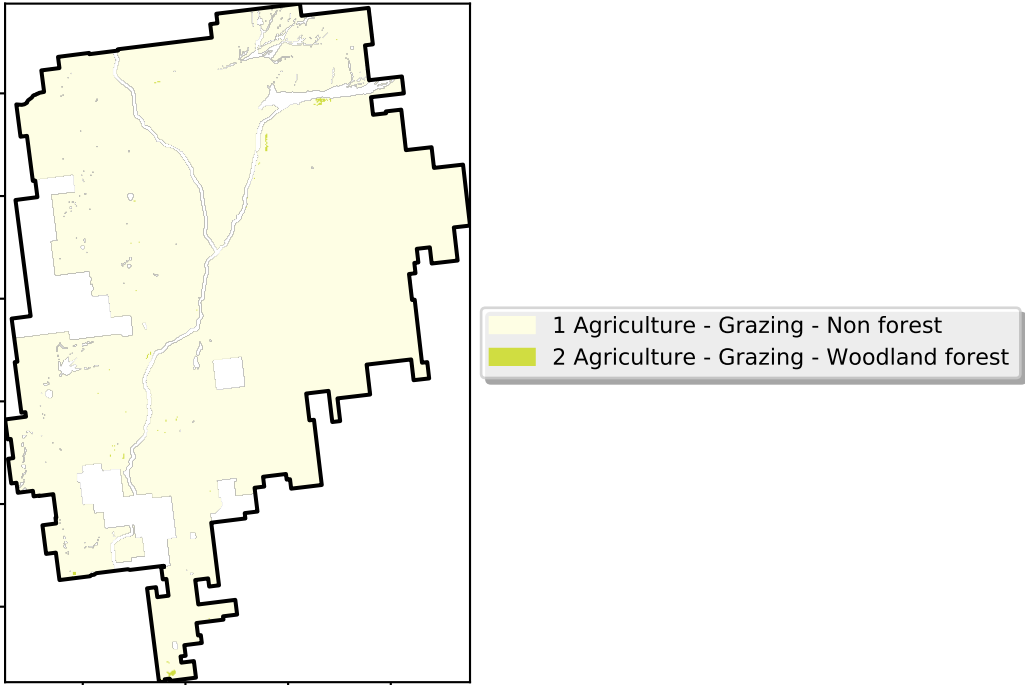 1 Agriculture - Grazing - Non forest
2 Agriculture - Grazing - Woodland forest